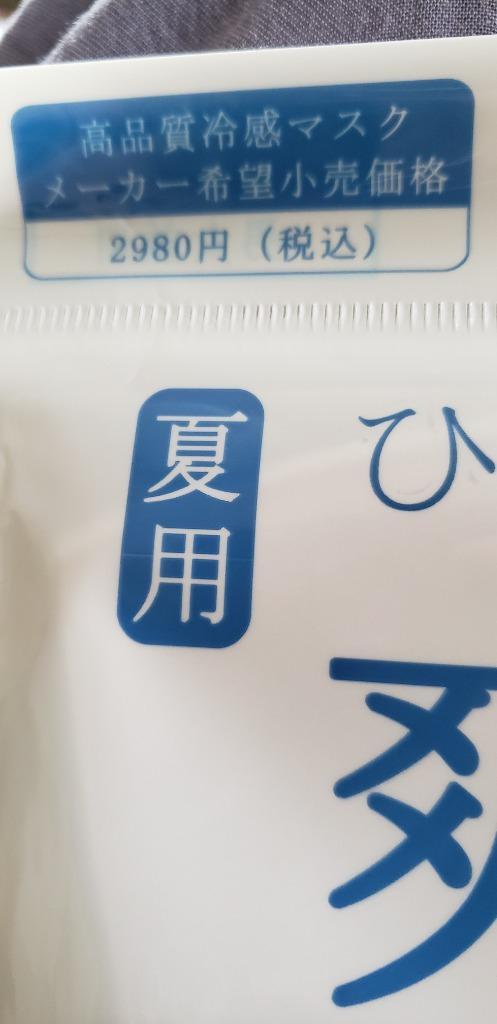 高品質冷感マスク
メーカー希望小売価格
2980円（税込）
夏用
ひ